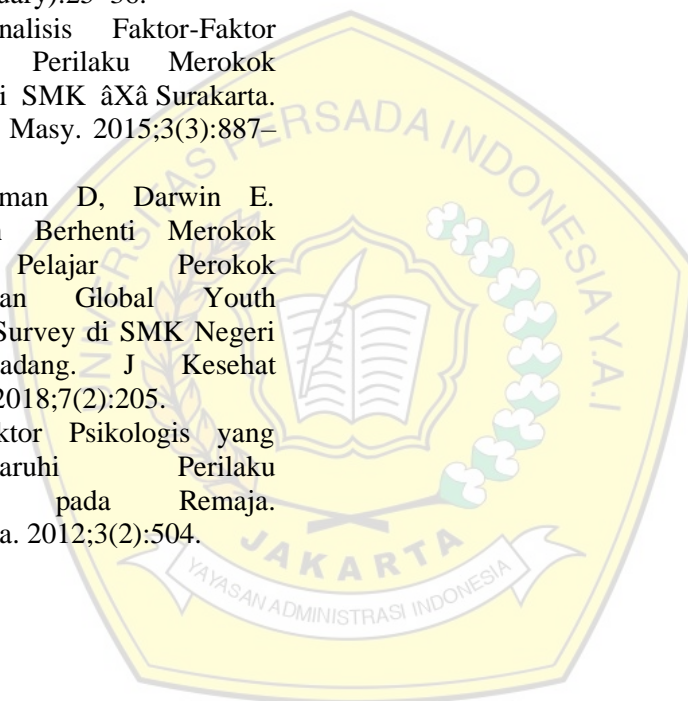 uary):25–36.
nalisis Faktor-Faktor
Perilaku Merokok
i SMK âXâ Surakarta.
Masy. 2015;3(3):887–
man D, Darwin E.
Berhenti Merokok
Pelajar Perokok
an Global Youth
Survey di SMK Negeri
adang. J Kesehat
2018;7(2):205.
ktor Psikologis yang
aruhi Perilaku
pada Remaja.
a. 2012;3(2):504.
UNIVERSITAS PERSADA INDONESIA Y.A.I
JAKARTA
YAYASAN ADMINISTRASI INDONESIA